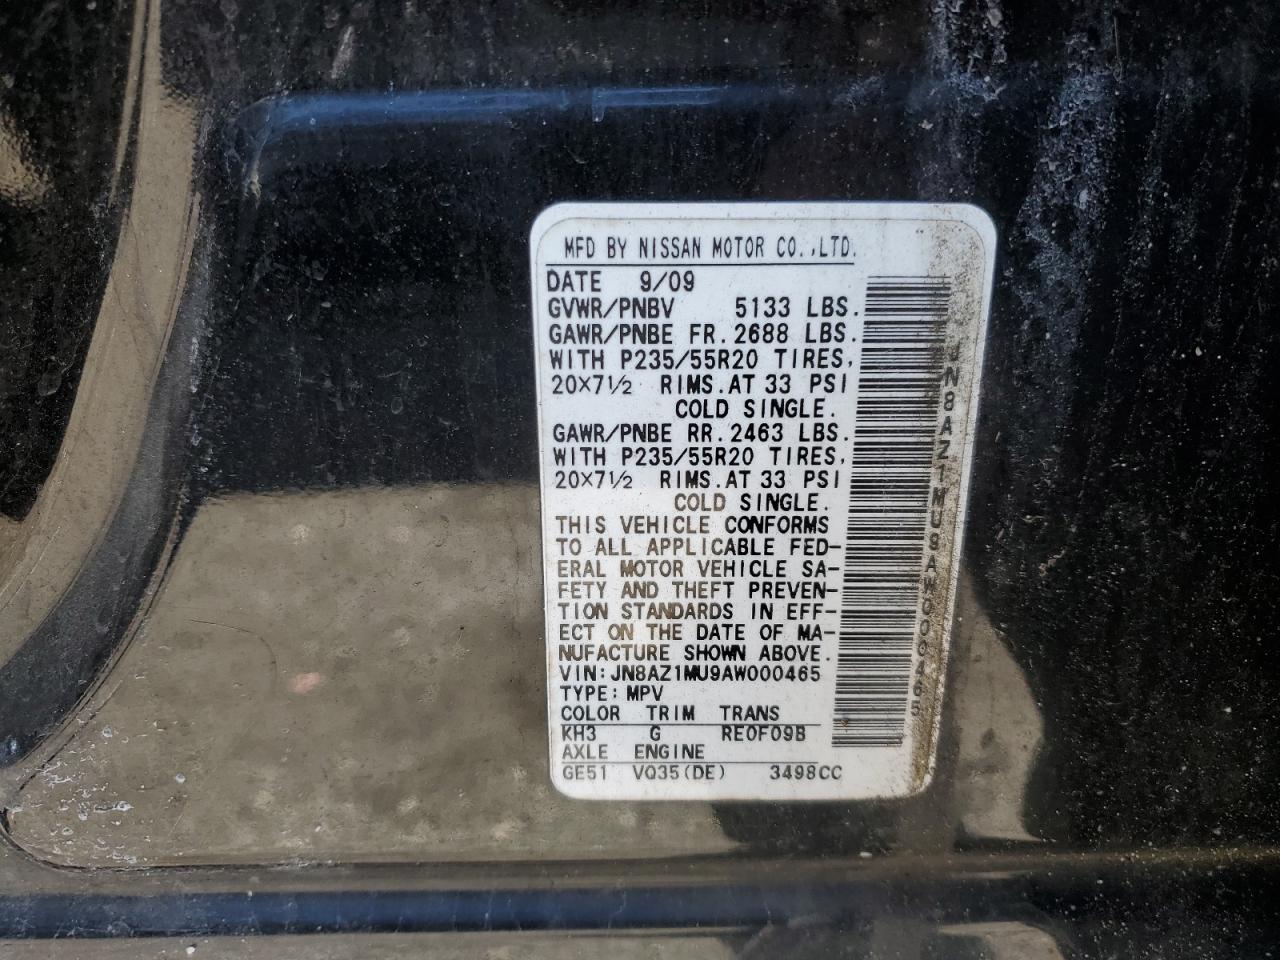 MFD BY NISSAN MOTOR CO.,LTD.
DATE 9/09
GVWR/PNBV 5133 LBS.
GAWR/PNBE FR.2688 LBS.
WITH P235/55R20 TIRES,
20×7½ RIMS.AT 33 PSI
COLD SINGLE.
GAWR/PNBE RR.2463 LBS.
WITH P235/55R20 TIRES,
20×7½ RIMS.AT 33 PSI
COLD SINGLE.
THIS VEHICLE CONFORMS
TO ALL APPLICABLE FED-
ERAL MOTOR VEHICLE SA-
FETY AND THEFT PREVEN-
TION STANDARDS IN EFF-
ECT ON THE DATE OF MA-
NUFACTURE SHOWN ABOVE.
VIN:JN8AZ1MU9AW000465
TYPE:MPV
COLOR TRIM TRANS
KH3 G RE0F09B
AXLE ENGINE
GE51 VQ35(DE) 3498CC
JN8AZ1MU9AW000465